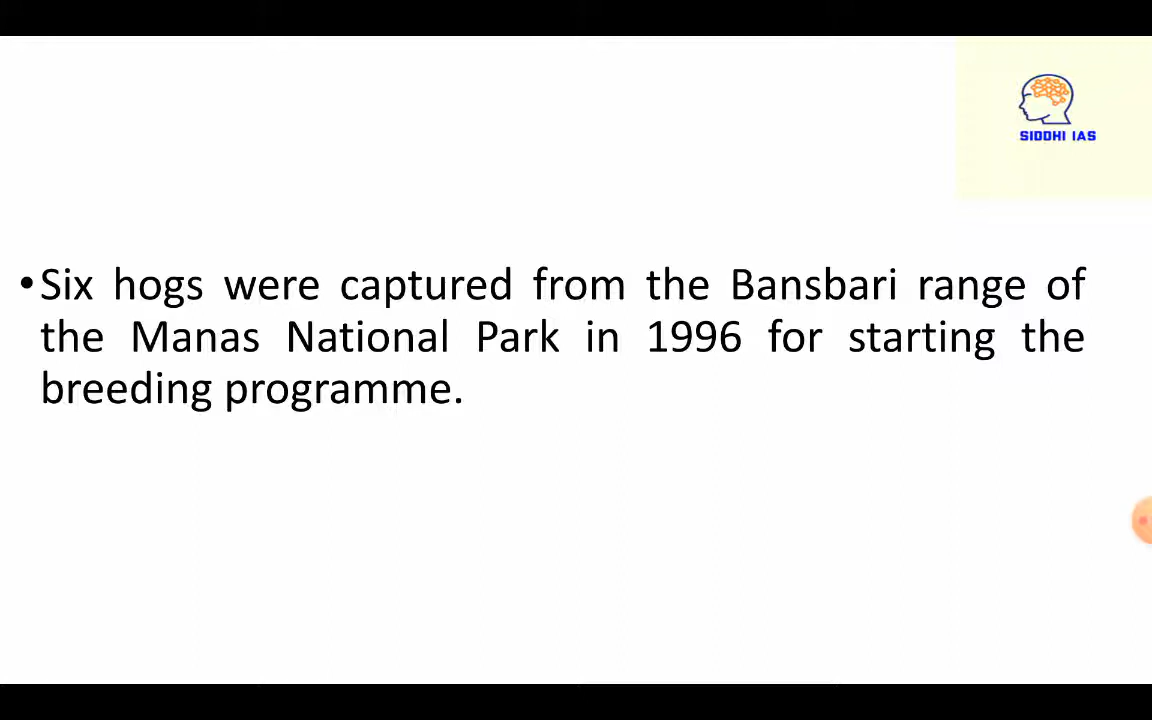 SIDDHI IAS
•Six hogs were captured from the Bansbari range of
the Manas National Park in 1996 for starting the
breeding programme.